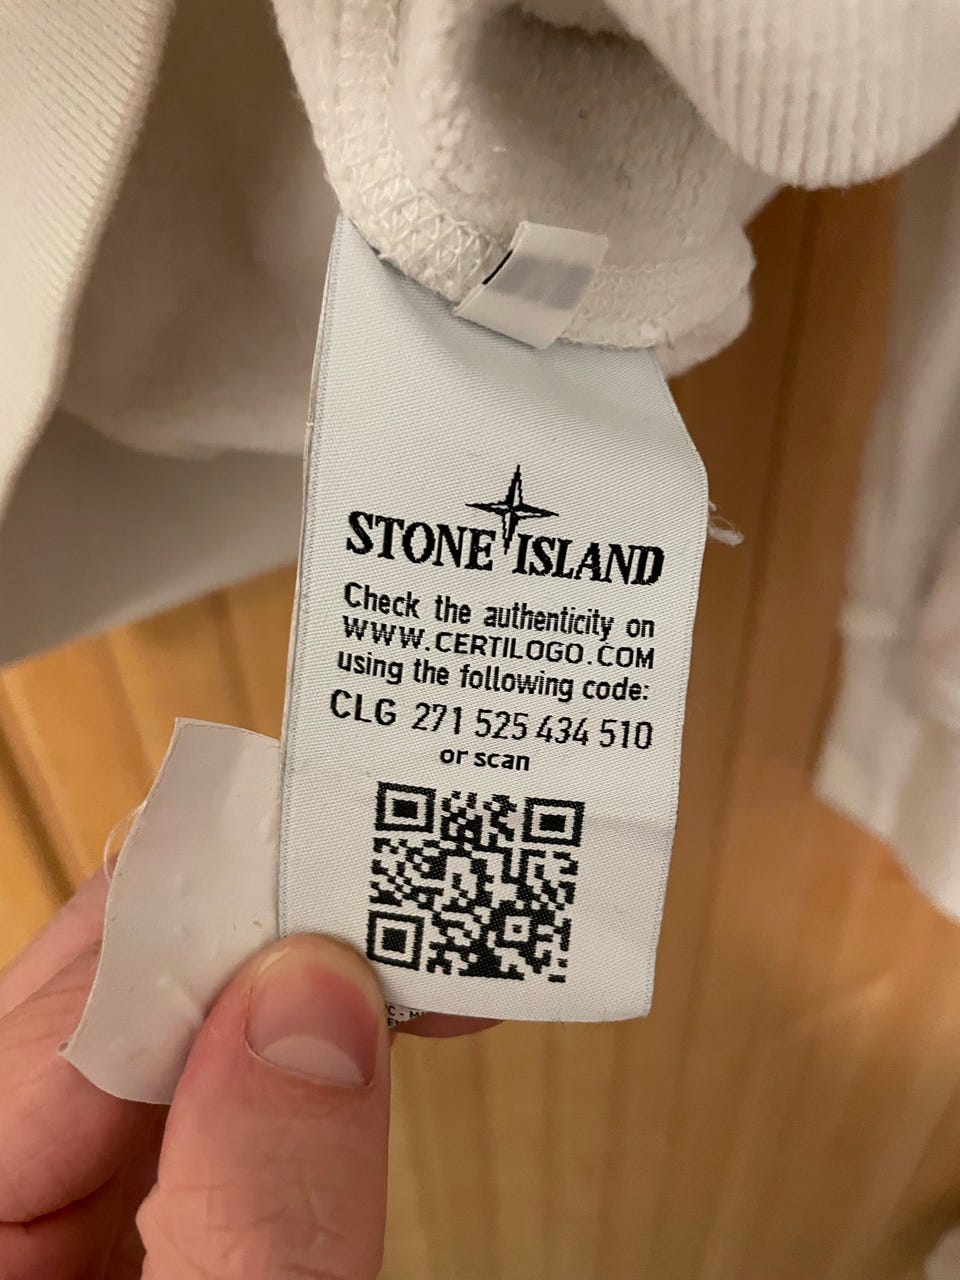 STONE ISLAND
Check the authenticity on
WWW.CERTILOGO.COM
using the following code:
CLG 271 525 434 510
or scan